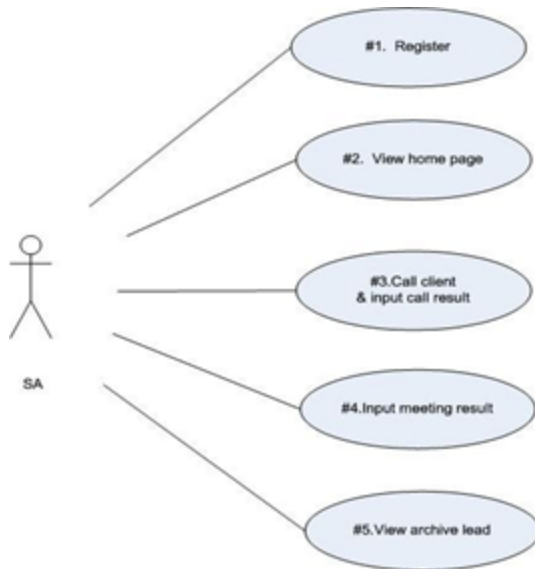 #1. Register
#2. View home page
#3.Call client
& input call result
SA
#4.Input meeting result
#5.View archive lead